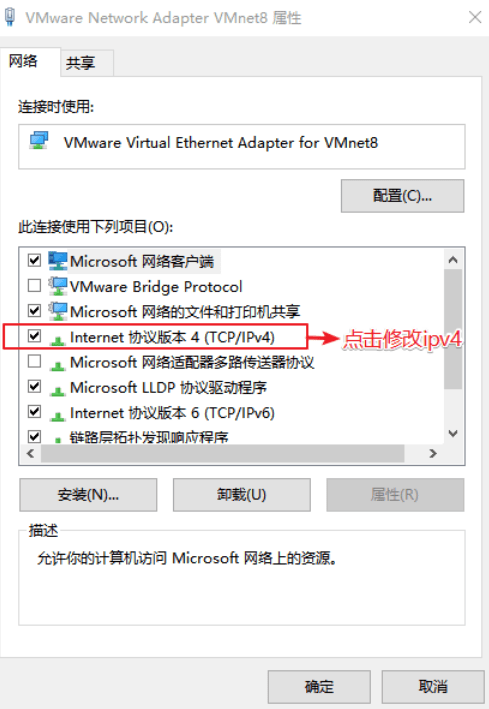 VMware Network Adapter VMnet8 属性
网络 共享
连接时使用:
VMware Virtual Ethernet Adapter for VMnet8
配置(C)...
此连接使用下列项目(O):
Microsoft 网络客户端
VMware Bridge Protocol
Microsoft 网络的文件和打印机共享
Internet 协议版本 4 (TCP/IPv4) 点击修改ipv4
Microsoft 网络适配器多路传送器协议
Microsoft LLDP 协议驱动程序
Internet 协议版本 6 (TCP/IPv6)
链路层拓扑发现响应程序
安装(N)... 卸载(U) 属性(R)
描述
允许你的计算机访问 Microsoft 网络上的资源。
确定 取消